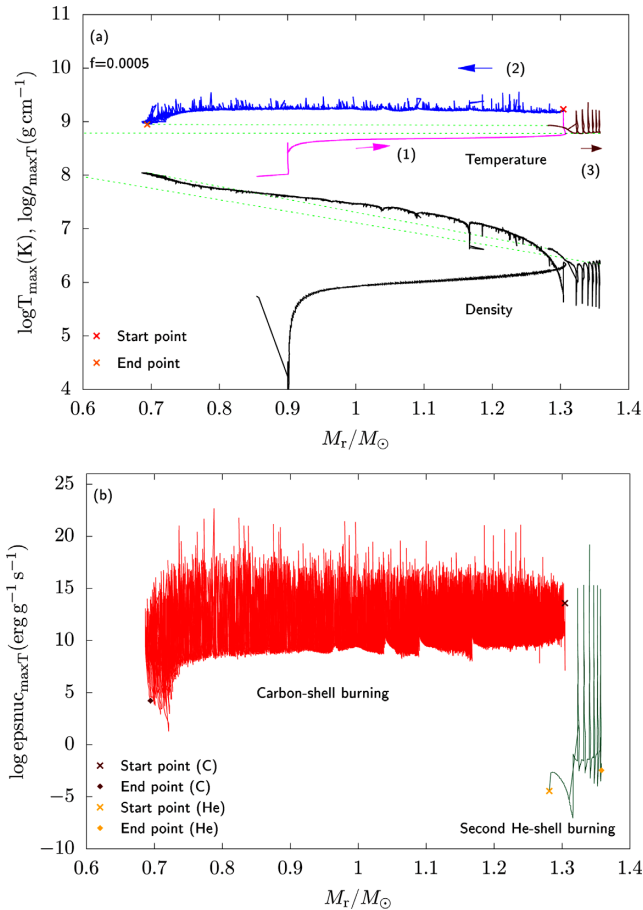 (a)
f=0.0005
logT_max(K), logρ_maxT(g cm⁻¹)
11
10
9
8
7
6
5
4
(2)
(1)
(3)
Temperature
Density
× Start point
× End point
0.6 0.7 0.8 0.9 1 1.1 1.2 1.3 1.4
M_r/M_⊙
(b)
log epsnuc_maxT(erg g⁻¹ s⁻¹)
25
20
15
10
5
0
−5
−10
Carbon-shell burning
× Start point (C)
◆ End point (C)
× Start point (He)
◆ End point (He)
Second He-shell burning
0.6 0.7 0.8 0.9 1 1.1 1.2 1.3 1.4
M_r/M_⊙